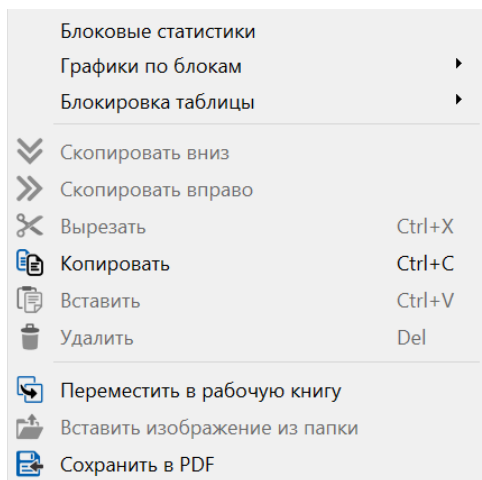 Блоковые статистики
Графики по блокам
Блокировка таблицы
Скопировать вниз
Скопировать вправо
Вырезать Ctrl+X
Копировать Ctrl+C
Вставить Ctrl+V
Удалить Del
Переместить в рабочую книгу
Вставить изображение из папки
Сохранить в PDF